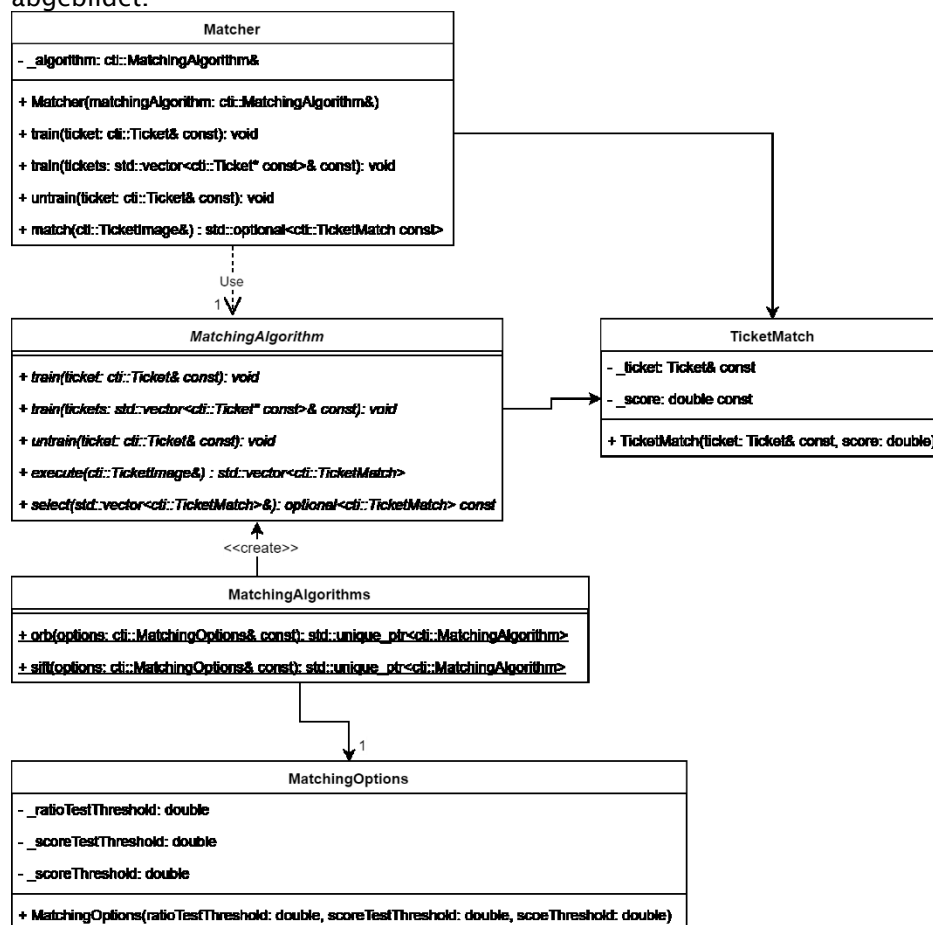 abgebildet.
Matcher
- _algorithm: cti::MatchingAlgorithm&
+ Matcher(matchingAlgorithm: cti::MatchingAlgorithm&)
+ train(ticket: cti::Ticket& const): void
+ train(tickets: std::vector<cti::Ticket* const>& const): void
+ untrain(ticket: cti::Ticket& const): void
+ match(cti::TicketImage&) : std::optional<cti::TicketMatch const>
Use
1
MatchingAlgorithm
+ train(ticket: cti::Ticket& const): void
+ train(tickets: std::vector<cti::Ticket* const>& const): void
+ untrain(ticket: cti::Ticket& const): void
+ execute(cti::TicketImage&) : std::vector<cti::TicketMatch>
+ select(std::vector<cti::TicketMatch>&): optional<cti::TicketMatch> const
TicketMatch
- _ticket: Ticket& const
- _score: double const
+ TicketMatch(ticket: Ticket& const, score: double)
<<create>>
MatchingAlgorithms
+ orb(options: cti::MatchingOptions& const): std::unique_ptr<cti::MatchingAlgorithm>
+ sift(options: cti::MatchingOptions& const): std::unique_ptr<cti::MatchingAlgorithm>
1
MatchingOptions
- _ratioTestThreshold: double
- _scoreTestThreshold: double
- _scoreThreshold: double
+ MatchingOptions(ratioTestThreshold: double, scoreTestThreshold: double, scoeThreshold: double)